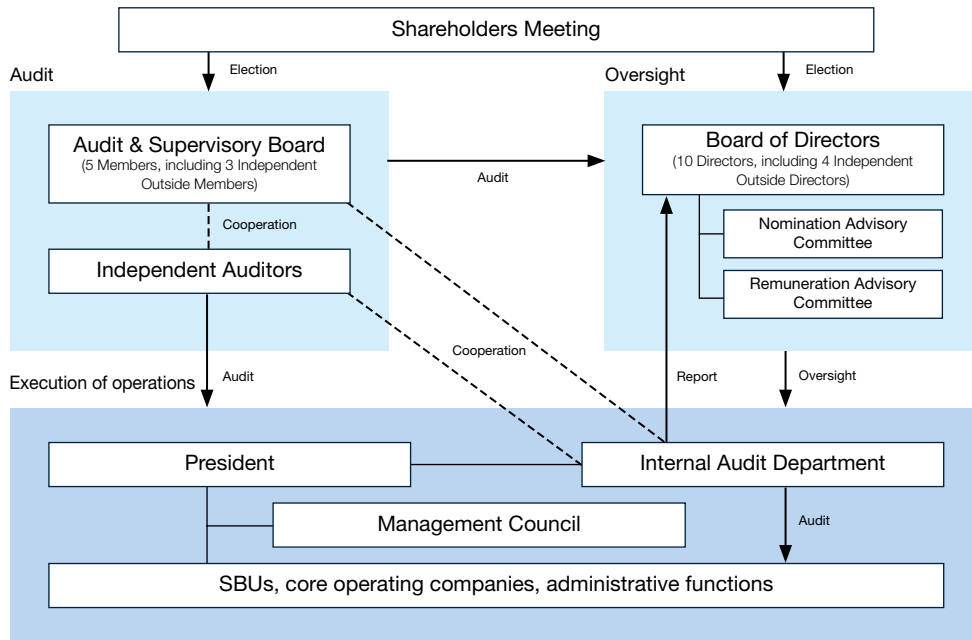 Shareholders Meeting
Audit
Election
Oversight
Election
Audit & Supervisory Board
(5 Members, including 3 Independent
Outside Members)
Audit
Board of Directors
(10 Directors, including 4 Independent
Outside Directors)
Cooperation
Nomination Advisory
Committee
Independent Auditors
Remuneration Advisory
Committee
Cooperation
Execution of operations
Audit
Report
Oversight
President
Internal Audit Department
Management Council
Audit
SBUs, core operating companies, administrative functions